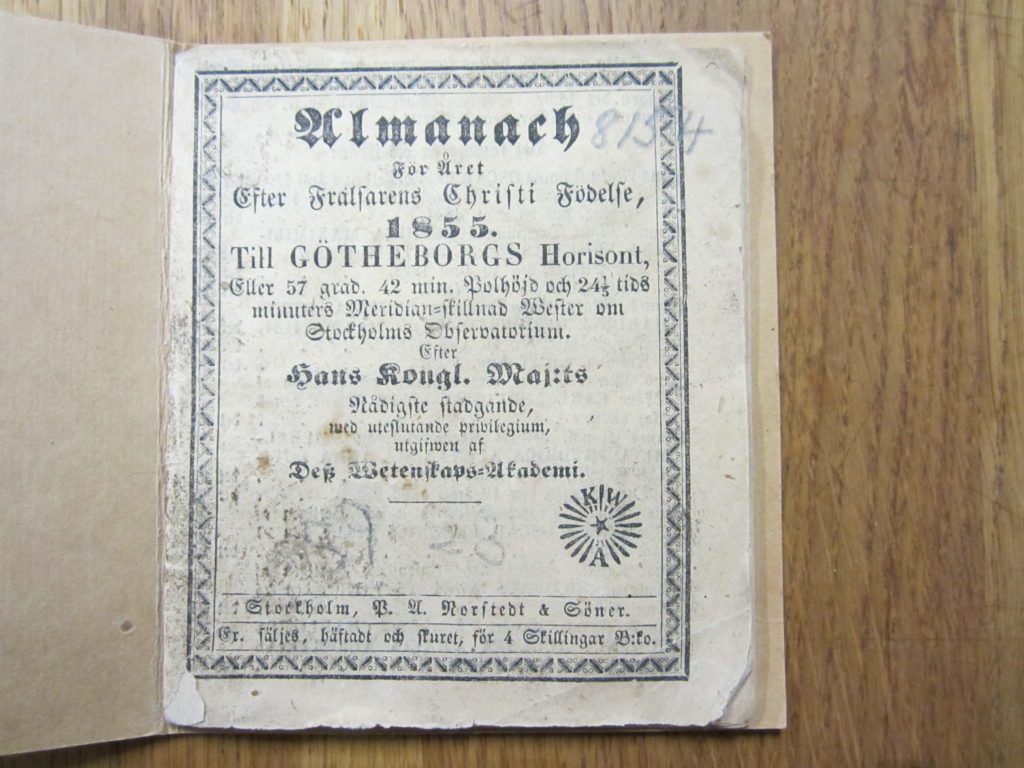 Almanach
För Året
Efter Frälsarens Christi Födelse,
1855.
Till GÖTHEBORGS Horisont,
Eller 57 grad. 42 min. Polhöjd och 24⅓ tids
minuters Meridian-skillnad Wester om
Stockholms Observatorium.
Efter
Hans Kongl. Maj:ts
Nådigste stadgande,
med uteslutande privilegium,
utgifwen af
Deß Wetenskaps-Akademi.
K W
A
28
Stockholm, P. A. Norstedt & Söner.
Ex. säljes, häftadt och skuret, för 4 Skillingar B:ko.